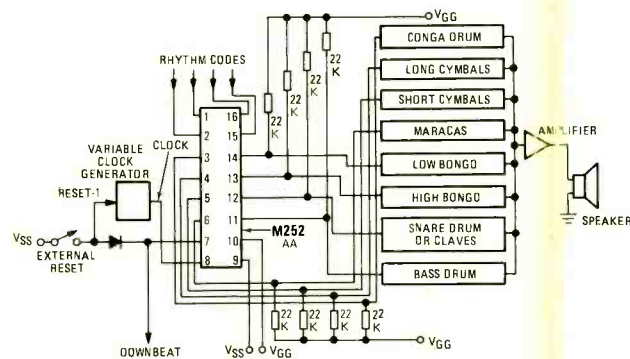 VGG
RHYTHM CODES
22 K
22 K
22 K
22 K
1
2
3
4
5
6
7
8
16
15
14
13
12
11
10
9
VARIABLE
CLOCK
GENERATOR
CLOCK
RESET-1
VSS
EXTERNAL
RESET
DOWNBEAT
M252
AA
VSS
VGG
22 K
22 K
22 K
22 K
VGG
CONGA DRUM
LONG CYMBALS
SHORT CYMBALS
MARACAS
LOW BONGO
HIGH BONGO
SNARE DRUM
OR CLAVES
BASS DRUM
AMPLIFIER
SPEAKER